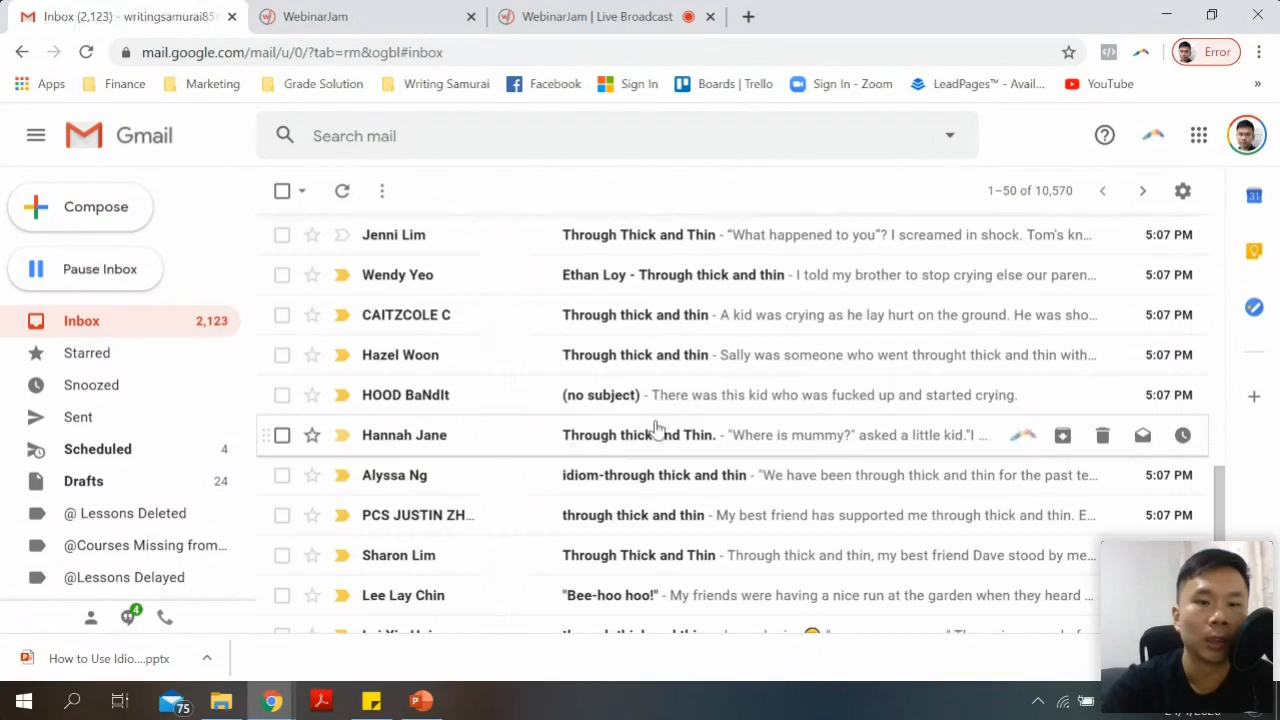 Inbox (2,123) - writingsamurai85
WebinarJam
WebinarJam | Live Broadcast
mail.google.com/mail/u/0/?tab=rm&ogbl#inbox
Error
Apps Finance Marketing Grade Solution Writing Samurai Facebook Sign In Boards | Trello Sign In - Zoom LeadPages™ - Avail... YouTube »
Gmail
Search mail
Compose
1–50 of 10,570
Pause Inbox
Inbox 2,123
Starred
Snoozed
Sent
Scheduled 4
Drafts 24
@ Lessons Deleted
@Courses Missing from...
@Lessons Delayed
4
Jenni Lim Through Thick and Thin - “What happened to you”? I screamed in shock. Tom's kn... 5:07 PM
Wendy Yeo Ethan Loy - Through thick and thin - I told my brother to stop crying else our paren... 5:07 PM
CAITZCOLE C Through thick and thin - A kid was crying as he lay hurt on the ground. He was sho... 5:07 PM
Hazel Woon Through thick and thin - Sally was someone who went throught thick and thin with... 5:07 PM
HOOD BaNdIt (no subject) - There was this kid who was fucked up and started crying. 5:07 PM
Hannah Jane Through thick and Thin. - "Where is mummy?" asked a little kid."I ...
Alyssa Ng idiom-through thick and thin - "We have been through thick and thin for the past te... 5:07 PM
PCS JUSTIN ZH... through thick and thin - My best friend has supported me through thick and thin. E... 5:07 PM
Sharon Lim Through Thick and Thin - Through thick and thin, my best friend Dave stood by me...
Lee Lay Chin "Bee-hoo hoo!" - My friends were having a nice run at the garden when they heard ...
31
How to Use Idio....pptx
75